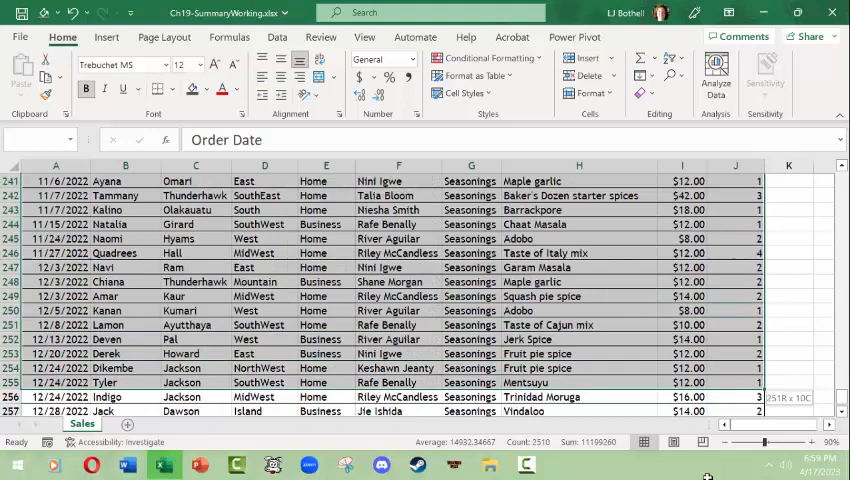 Ch19-SummaryWorking.xlsx
Search
LJ Bothell
File Home Insert Page Layout Formulas Data Review View Automate Help Acrobat Power Pivot Comments Share
Paste Trebuchet MS 12 General Conditional Formatting Insert Analyze Data Sensitivity
B I U A $ % Format as Table Delete
Cell Styles Format
Clipboard Font Alignment Number Styles Cells Editing Analysis Sensitivity
fx Order Date
A B C D E F G H I J K
241 11/6/2022 Ayana Omari East Home Nini Igwe Seasonings Maple garlic $12.00 1
242 11/7/2022 Tammany Thunderhawk SouthEast Home Talia Bloom Seasonings Baker's Dozen starter spices $42.00 3
243 11/7/2022 Kalino Olakauatu South Home Niesha Smith Seasonings Barrackpore $18.00 1
244 11/15/2022 Natalia Girard SouthWest Business Rafe Benally Seasonings Chaat Masala $12.00 1
245 11/24/2022 Naomi Hyams West Home River Aguilar Seasonings Adobo $8.00 2
246 11/27/2022 Quadrees Hall MidWest Home Riley McCandless Seasonings Taste of Italy mix $12.00 4
247 12/3/2022 Navi Ram East Home Nini Igwe Seasonings Garam Masala $12.00 2
248 12/3/2022 Chiana Thunderhawk Mountain Business Shane Morgan Seasonings Maple garlic $12.00 2
249 12/3/2022 Amar Kaur MidWest Home Riley McCandless Seasonings Squash pie spice $14.00 2
250 12/5/2022 Kanan Kumari West Home River Aguilar Seasonings Adobo $8.00 1
251 12/8/2022 Lamon Ayutthaya SouthWest Home Rafe Benally Seasonings Taste of Cajun mix $10.00 2
252 12/13/2022 Deven Pal West Business River Aguilar Seasonings Jerk Spice $14.00 1
253 12/20/2022 Derek Howard East Business Nini Igwe Seasonings Fruit pie spice $12.00 2
254 12/24/2022 Dikembe Jackson NorthWest Home Keshawn Jeanty Seasonings Fruit pie spice $12.00 2
255 12/24/2022 Tyler Jackson SouthWest Home Rafe Benally Seasonings Mentsuyu $12.00 1
256 12/24/2022 Indigo Jackson MidWest Home Riley McCandless Seasonings Trinidad Moruga $16.00 3 251R x 10C
257 12/28/2022 Jack Dawson Island Business Jie Ishida Seasonings Vindaloo $14.00 2
Sales
Ready Accessibility: Investigate Average: 14932.34667 Count: 2510 Sum: 11199260 90%
6:59 PM
4/17/2023